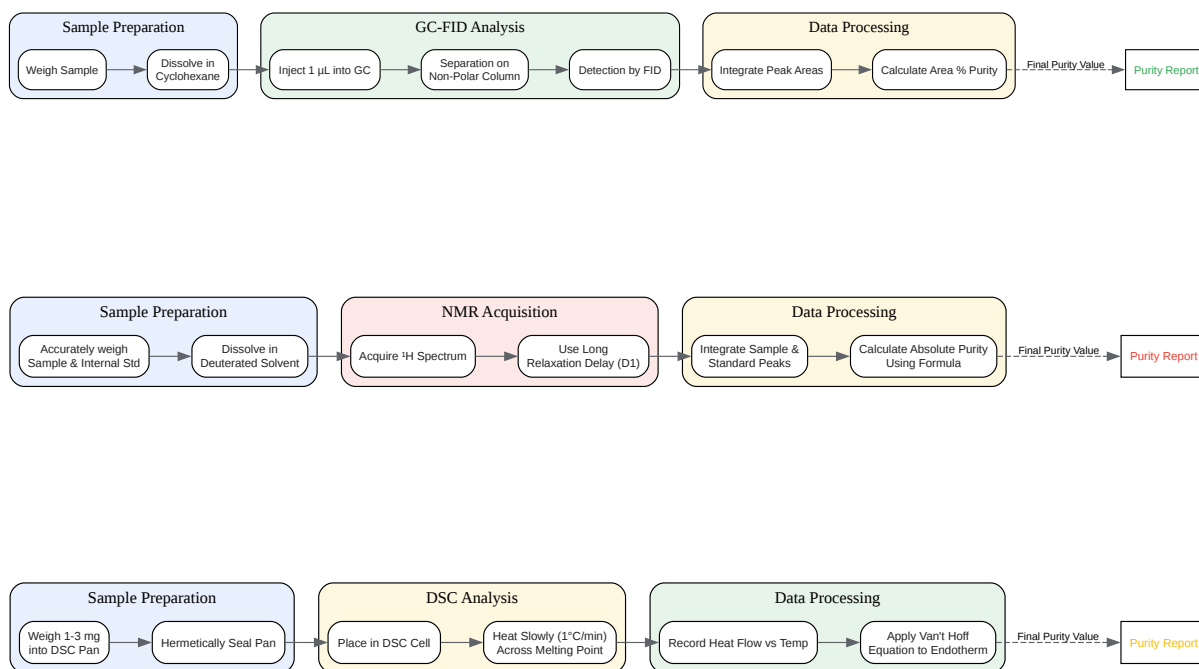 Sample Preparation
GC-FID Analysis
Data Processing
Weigh Sample
Dissolve in
Cyclohexane
Inject 1 µL into GC
Separation on
Non-Polar Column
Detection by FID
Integrate Peak Areas
Calculate Area % Purity
Final Purity Value
Purity Report
Sample Preparation
NMR Acquisition
Data Processing
Accurately weigh
Sample & Internal Std
Dissolve in
Deuterated Solvent
Acquire ¹H Spectrum
Use Long
Relaxation Delay (D1)
Integrate Sample &
Standard Peaks
Calculate Absolute Purity
Using Formula
Final Purity Value
Purity Report
Sample Preparation
DSC Analysis
Data Processing
Weigh 1-3 mg
into DSC Pan
Hermetically Seal Pan
Place in DSC Cell
Heat Slowly (1°C/min)
Across Melting Point
Record Heat Flow vs Temp
Apply Van't Hoff
Equation to Endotherm
Final Purity Value
Purity Report